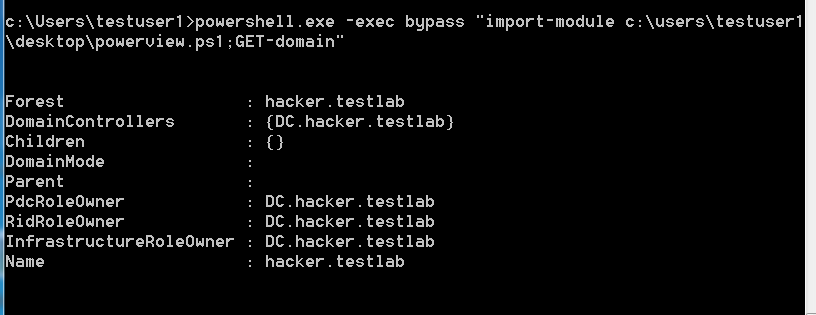 c:\Users\testuser1>powershell.exe -exec bypass "import-module c:\users\testuser1
\desktop\powerview.ps1;GET-domain"
Forest                  : hacker.testlab
DomainControllers       : {DC.hacker.testlab}
Children                : {}
DomainMode              :
Parent                  :
PdcRoleOwner            : DC.hacker.testlab
RidRoleOwner            : DC.hacker.testlab
InfrastructureRoleOwner : DC.hacker.testlab
Name                    : hacker.testlab